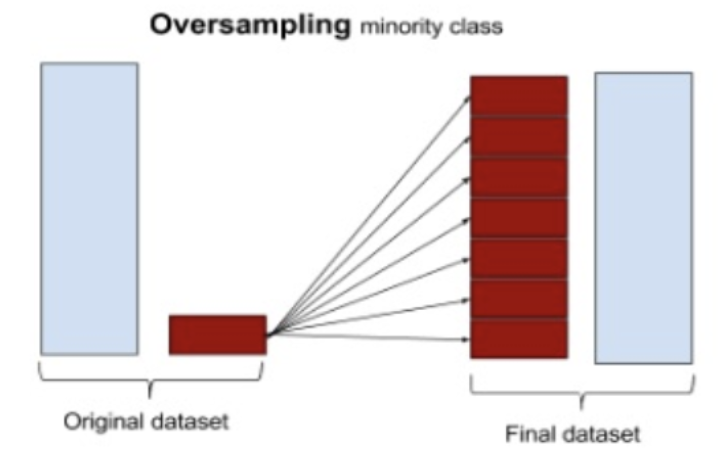 Oversampling minority class
Original dataset
Final dataset